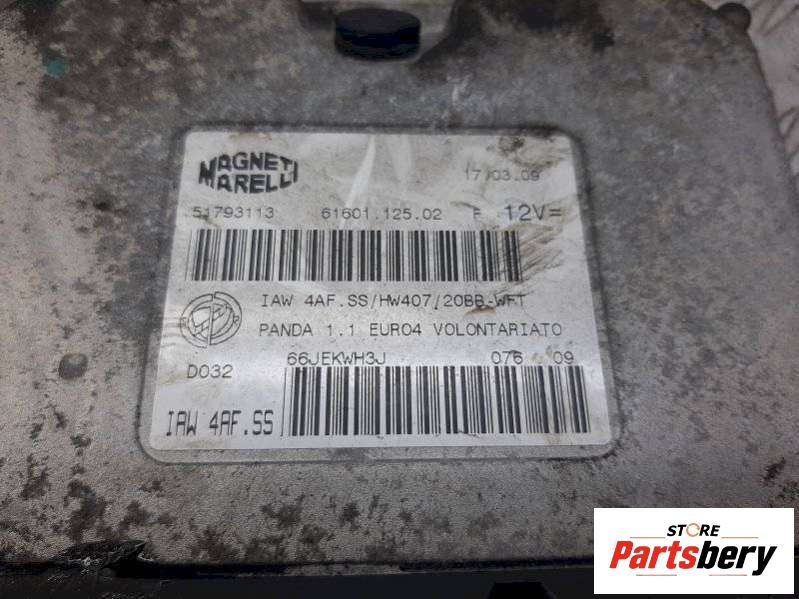 MAGNETI
MARELLI
17/03.09
51793113 61601.125.02 F 12V=
IAW 4AF.SS/HW407/20BB-WFT
PANDA 1.1 EURO4 VOLONTARIATO
D032 66JEKWH3J 076 09
IAW 4AF.SS
STORE
Partsbery